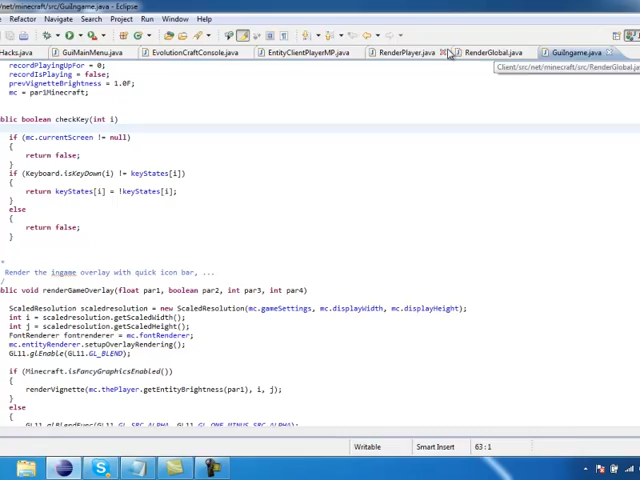 net/minecraft/src/GuiIngame.java - Eclipse
Refactor Navigate Search Project Run Window Help
Hacks.java GuiMainMenu.java EvolutionCraftConsole.java EntityClientPlayerMP.java RenderPlayer.java RenderGlobal.java GuiIngame.java
Client/src/net/minecraft/src/RenderGlobal.ja
recordPlayingUpFor = 0;
recordIsPlaying = false;
prevVignetteBrightness = 1.0F;
mc = par1Minecraft;
ublic boolean checkKey(int i)
if (mc.currentScreen != null)
{
return false;
}
if (Keyboard.isKeyDown(i) != keyStates[i])
{
return keyStates[i] = !keyStates[i];
}
else
{
return false;
}
*
Render the ingame overlay with quick icon bar, ...
/
ublic void renderGameOverlay(float par1, boolean par2, int par3, int par4)
ScaledResolution scaledresolution = new ScaledResolution(mc.gameSettings, mc.displayWidth, mc.displayHeight);
int i = scaledresolution.getScaledWidth();
int j = scaledresolution.getScaledHeight();
FontRenderer fontrenderer = mc.fontRenderer;
mc.entityRenderer.setupOverlayRendering();
GL11.glEnable(GL11.GL_BLEND);
if (Minecraft.isFancyGraphicsEnabled())
{
renderVignette(mc.thePlayer.getEntityBrightness(par1), i, j);
}
else
{
GL11.glBlendFunc(GL11.GL_SRC_ALPHA, GL11.GL_ONE_MINUS_SRC_ALPHA);
Writable Smart Insert 63 : 1